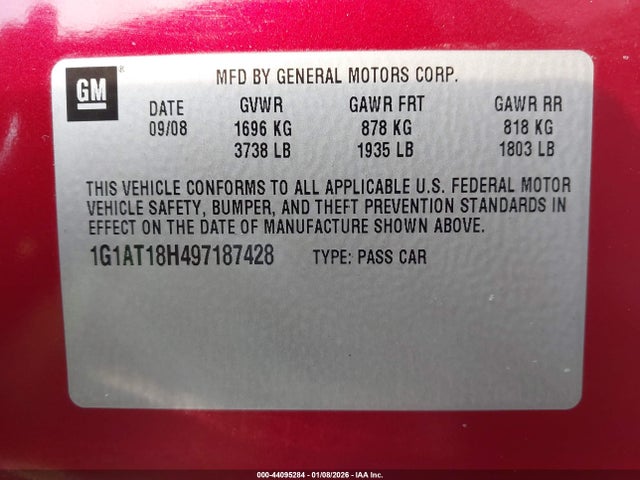 GM®
MFD BY GENERAL MOTORS CORP.
DATE GVWR GAWR FRT GAWR RR
09/08 1696 KG 878 KG 818 KG
3738 LB 1935 LB 1803 LB
THIS VEHICLE CONFORMS TO ALL APPLICABLE U.S. FEDERAL MOTOR
VEHICLE SAFETY, BUMPER, AND THEFT PREVENTION STANDARDS IN
EFFECT ON THE DATE OF MANUFACTURE SHOWN ABOVE.
1G1AT18H497187428 TYPE: PASS CAR
000-44095284 - 01/08/2026 - IAA Inc.